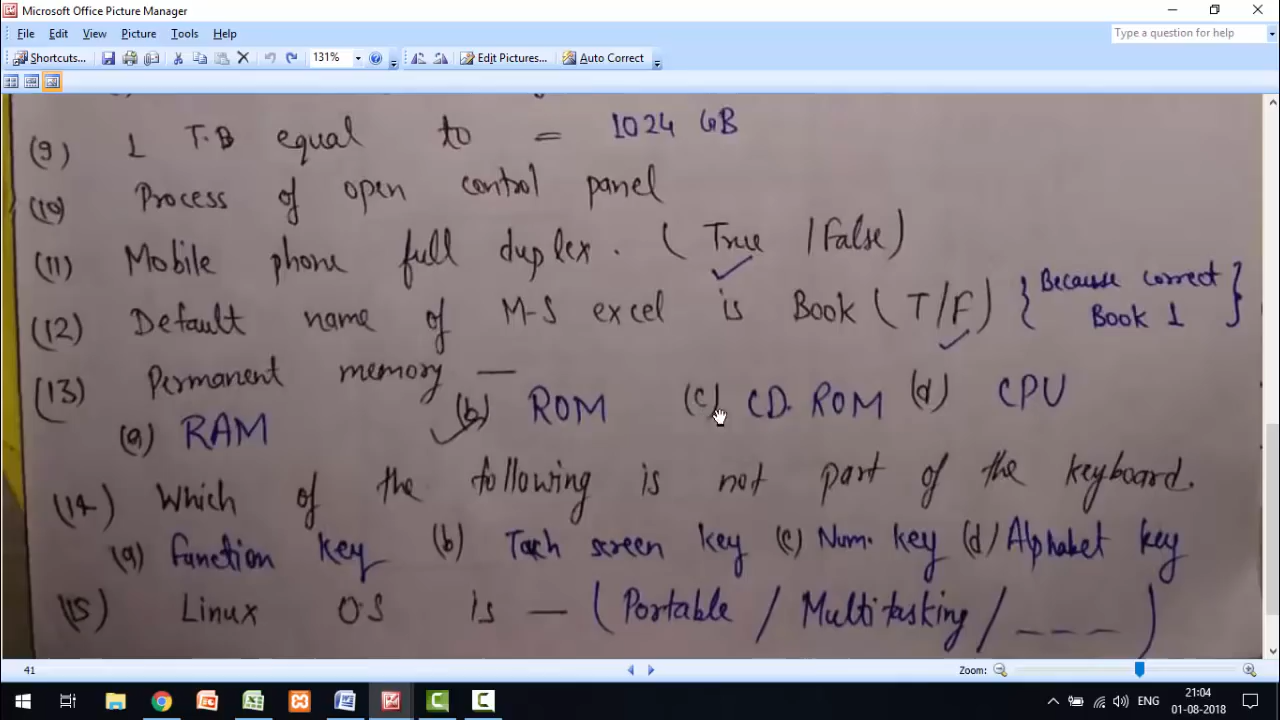 Microsoft Office Picture Manager
File Edit View Picture Tools Help
Type a question for help
Shortcuts... 131% Edit Pictures... Auto Correct
(9) 1 T.B equal to = 1024 GB
(10) Process of open control panel
(11) Mobile phone full duplex. (True / False)
(12) Default name of M-S excel is Book (T/F) {Because correct
Book 1}
(13) Permanent memory —
(a) RAM (b) ROM (c) CD. ROM (d) CPU
(14) Which of the following is not part of the keyboard.
(a) function key (b) Toch screen key (c) Num. key (d) Alphabet key
(15) Linux O.S is — (Portable / Multitasking / _ _ _ _)
41 Zoom:
ENG 21:04
01-08-2018